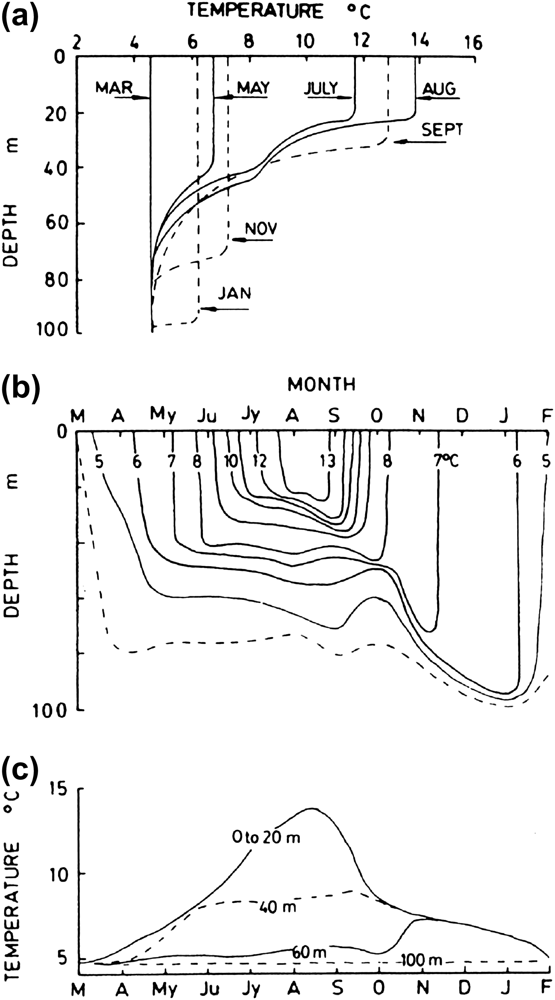 (a)
TEMPERATURE °C
2 4 6 8 10 12 14 16
0
MAR MAY JULY AUG
20
SEPT
m
40
DEPTH
60
NOV
80
JAN
100
(b)
MONTH
M A My Ju Jy A S O N D J F
0
5 6 7 8 10 12 13 8 7°C 6 5
m
DEPTH
100
(c)
15
TEMPERATURE °C
0 to 20 m
10
40 m
60 m
5
100 m
M A My Ju Jy A S O N D J F